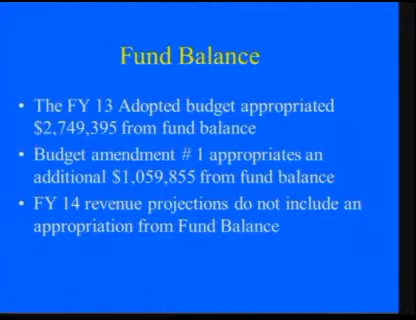 Fund Balance
• The FY 13 Adopted budget appropriated
$2,749,395 from fund balance
• Budget amendment # 1 appropriates an
additional $1,059,855 from fund balance
• FY 14 revenue projections do not include an
appropriation from Fund Balance